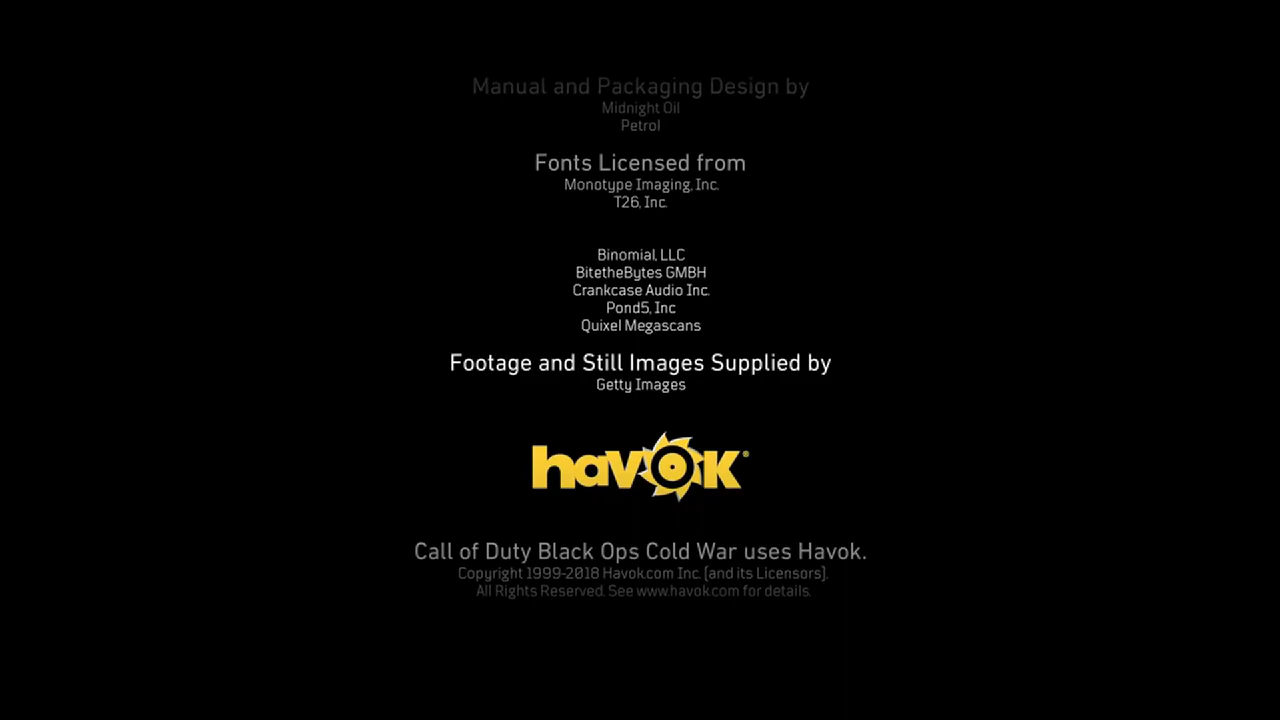 Manual and Packaging Design by
Midnight Oil
Petrol
Fonts Licensed from
Monotype Imaging, Inc.
T26, Inc.
Binomial, LLC
BitetheBytes GMBH
Crankcase Audio Inc.
Pond5, Inc
Quixel Megascans
Footage and Still Images Supplied by
Getty Images
havok®
Call of Duty Black Ops Cold War uses Havok.
Copyright 1999-2018 Havok.com Inc. (and its Licensors).
All Rights Reserved. See www.havok.com for details.